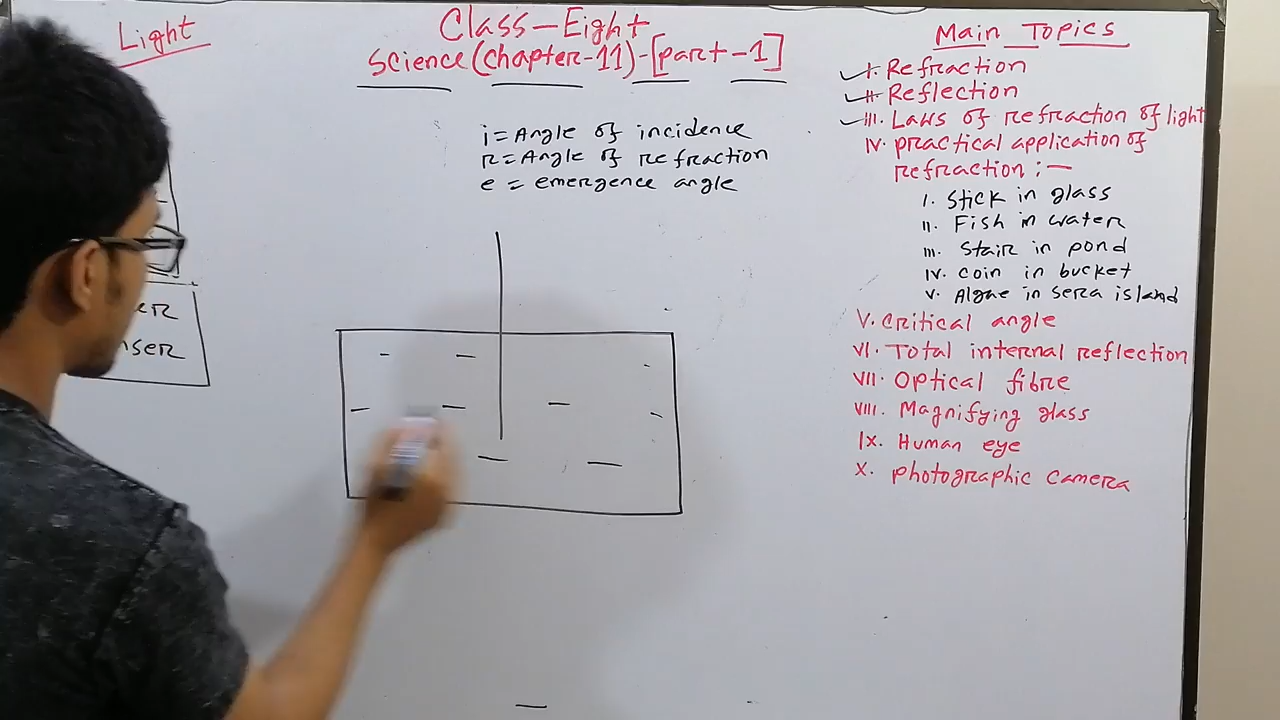 Light
Class-Eight
Science(chapter-11)-[part-1]
i=Angle of incidence
r=Angle of refraction
e = emergence angle
Main Topics
I. Refraction
II. Reflection
III. Laws of refraction of light
IV. practical application of
refraction:-
I. Stick in glass
II. Fish in water
III. Stair in pond
IV. coin in bucket
V. Algae in sera island
V. Critical angle
VI. Total internal reflection
VII. Optical fibre
VIII. Magnifying glass
IX. Human eye
X. photographic camera